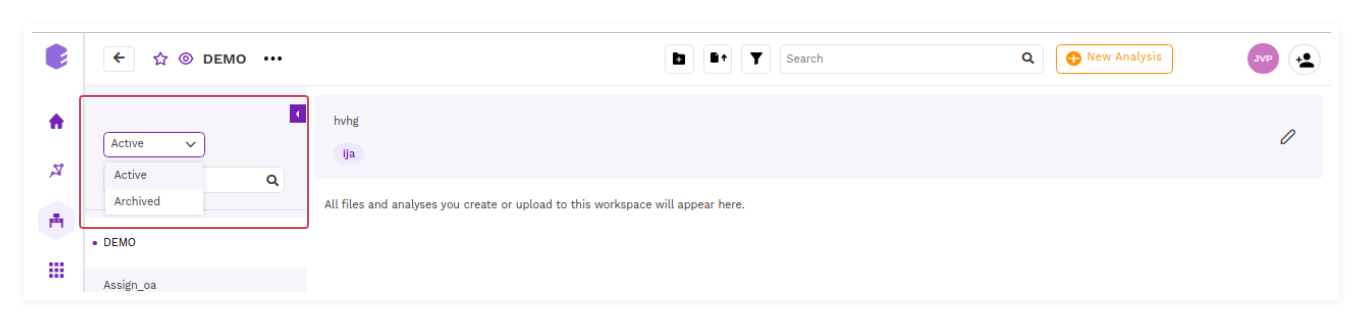 DEMO •••
Search
New Analysis
JVP
Active
Active
Archived
DEMO
Assign_oa
hvhg
ija
All files and analyses you create or upload to this workspace will appear here.